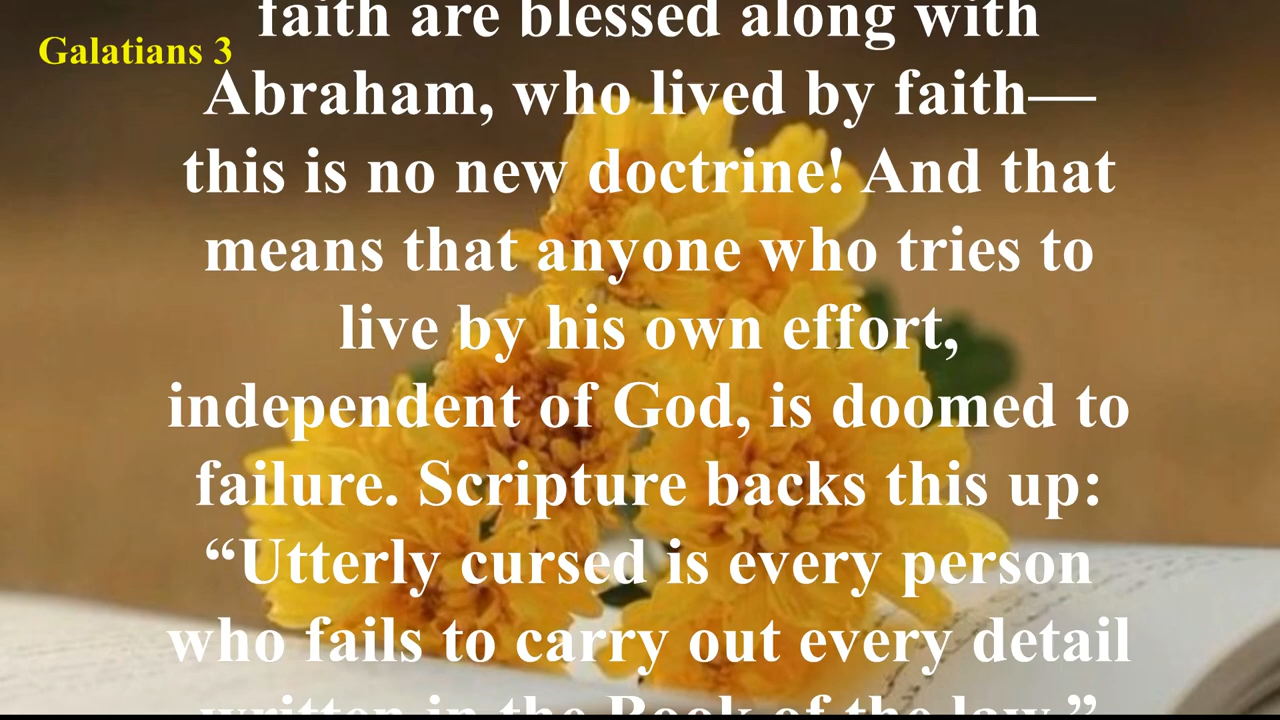 faith are blessed along with
Galatians 3
Abraham, who lived by faith—
this is no new doctrine! And that
means that anyone who tries to
live by his own effort,
independent of God, is doomed to
failure. Scripture backs this up:
“Utterly cursed is every person
who fails to carry out every detail
written in the Book of the law.”